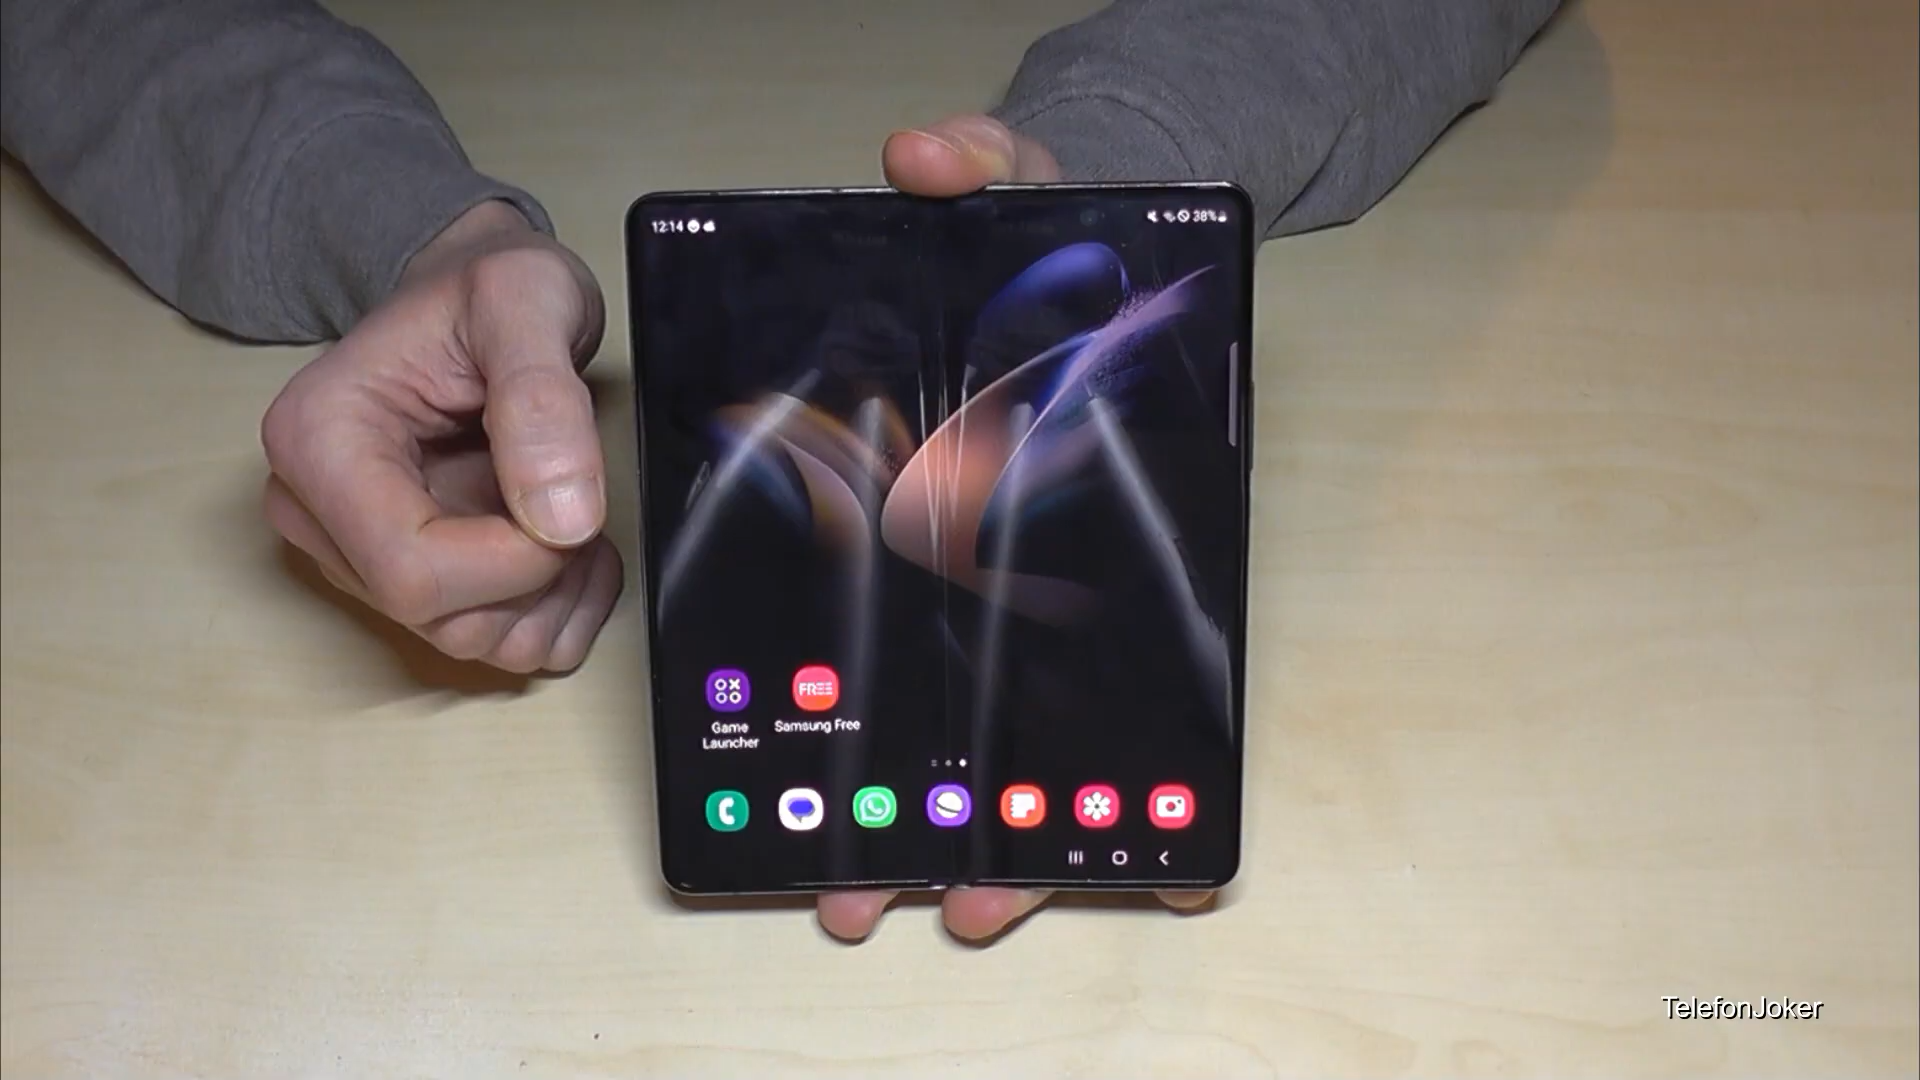 12:14
38%
FREE
Game
Launcher
Samsung Free
TelefonJoker